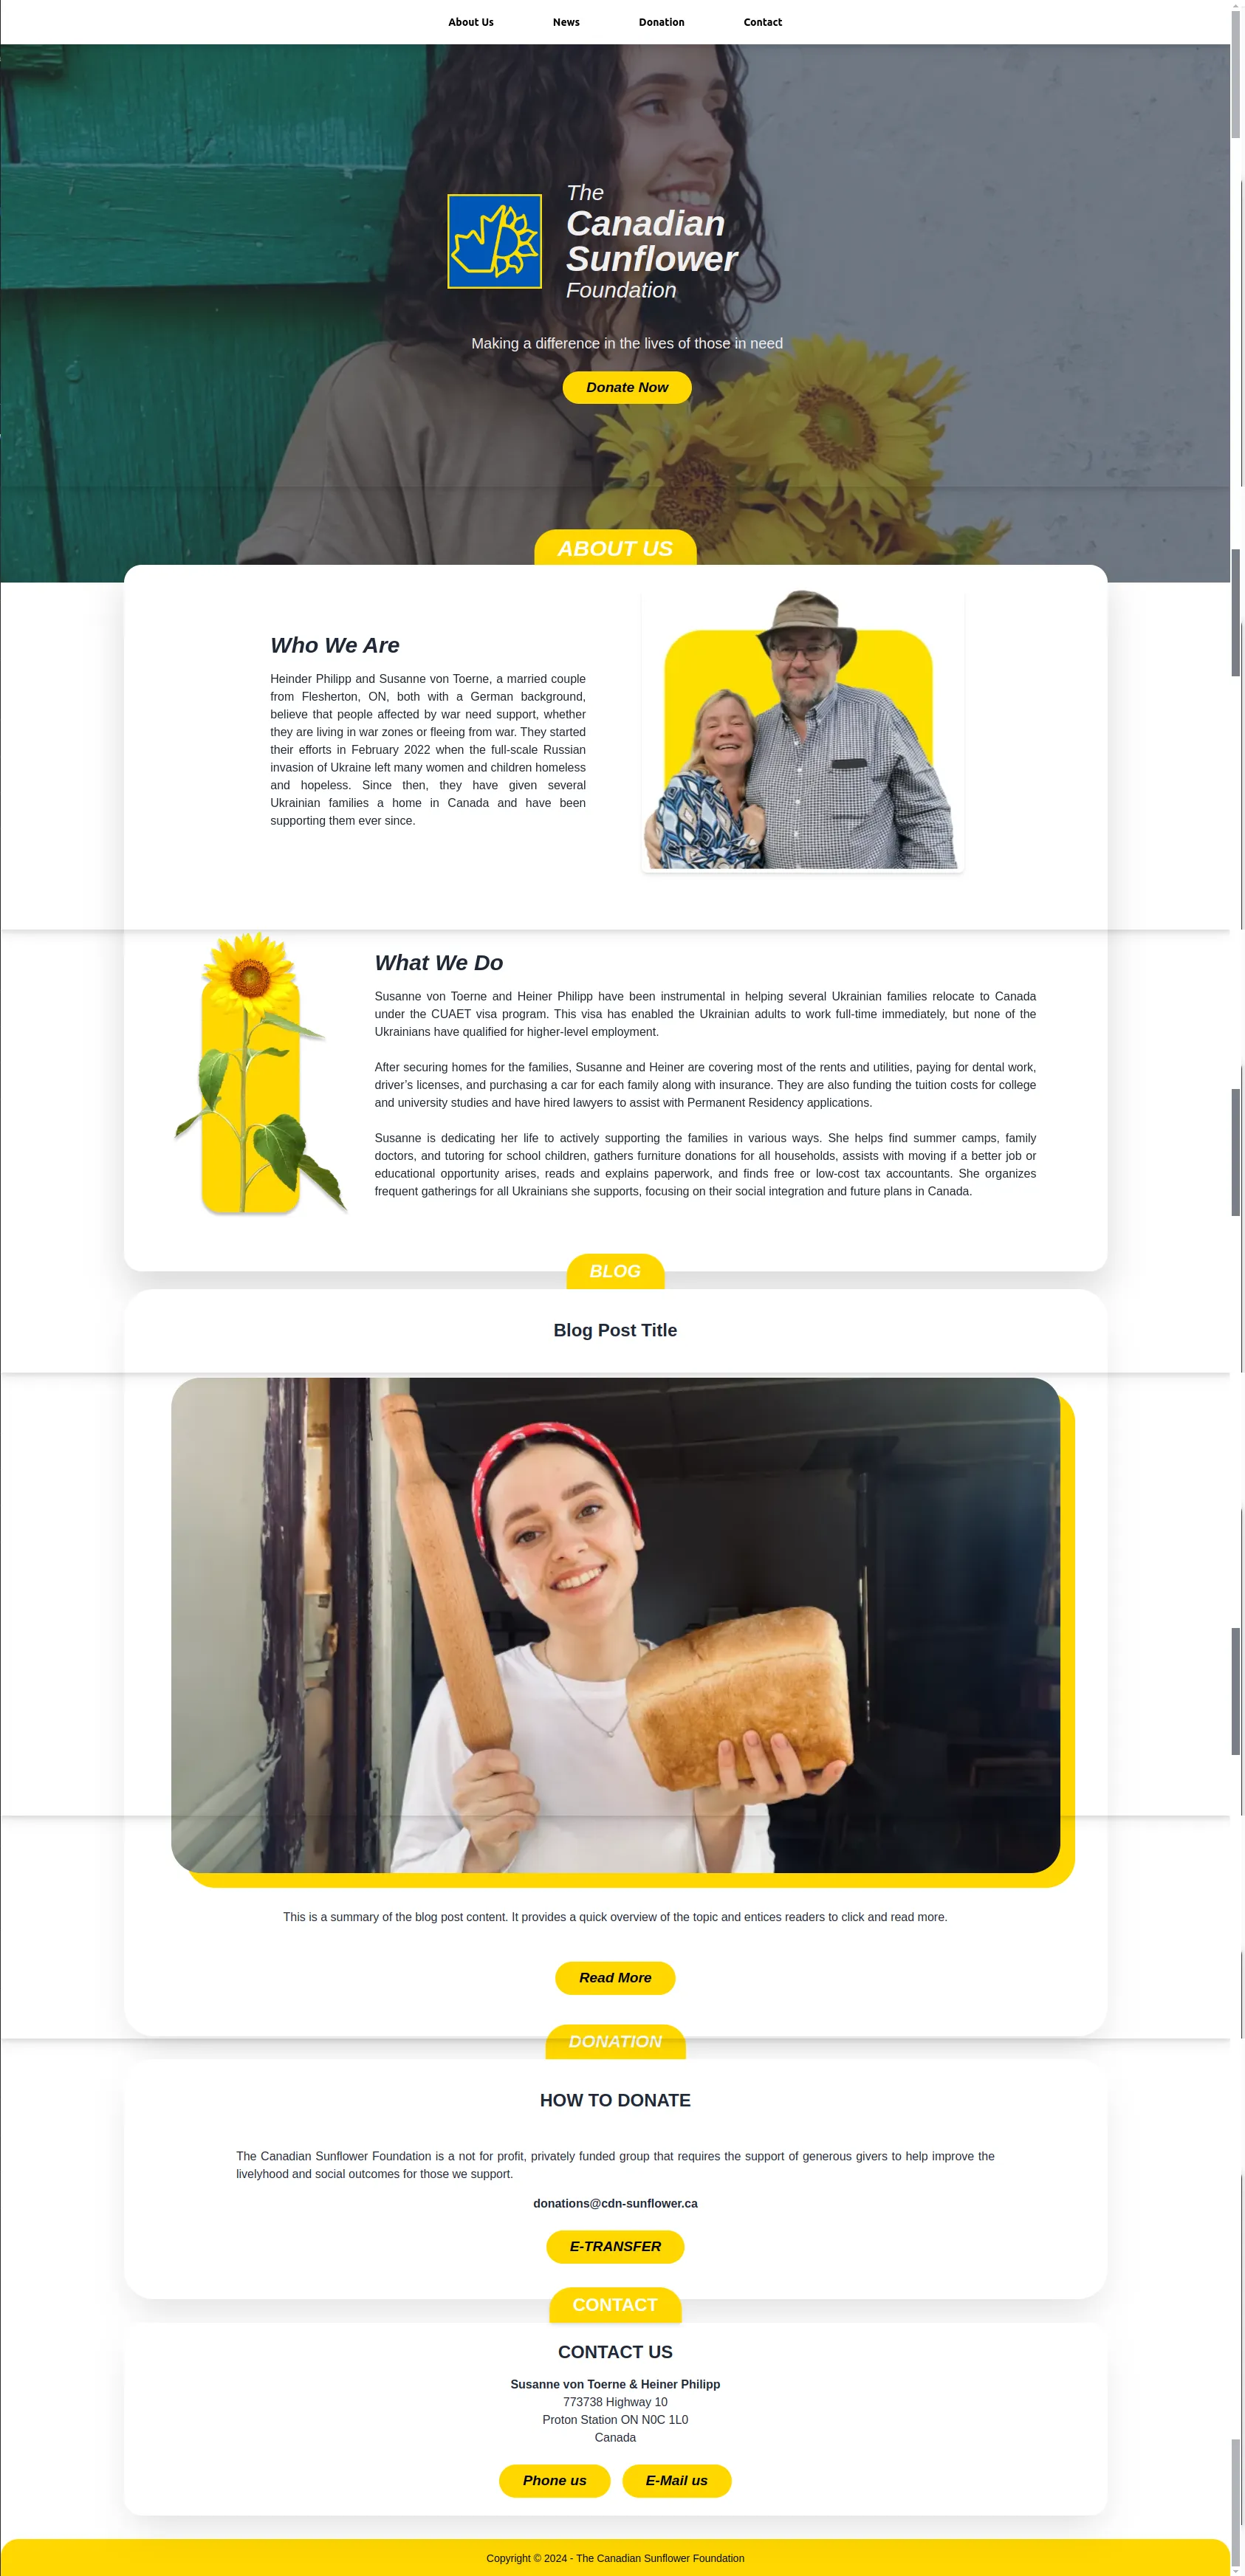 About Us News Donation Contact
The
Canadian
Sunflower
Foundation
Making a difference in the lives of those in need
Donate Now
ABOUT US
Who We Are
Heinder Philipp and Susanne von Toerne, a married couple
from Flesherton, ON, both with a German background,
believe that people affected by war need support, whether
they are living in war zones or fleeing from war. They started
their efforts in February 2022 when the full-scale Russian
invasion of Ukraine left many women and children homeless
and hopeless. Since then, they have given several
Ukrainian families a home in Canada and have been
supporting them ever since.
What We Do
Susanne von Toerne and Heiner Philipp have been instrumental in helping several Ukrainian families relocate to Canada
under the CUAET visa program. This visa has enabled the Ukrainian adults to work full-time immediately, but none of the
Ukrainians have qualified for higher-level employment.
After securing homes for the families, Susanne and Heiner are covering most of the rents and utilities, paying for dental work,
driver’s licenses, and purchasing a car for each family along with insurance. They are also funding the tuition costs for college
and university studies and have hired lawyers to assist with Permanent Residency applications.
Susanne is dedicating her life to actively supporting the families in various ways. She helps find summer camps, family
doctors, and tutoring for school children, gathers furniture donations for all households, assists with moving if a better job or
educational opportunity arises, reads and explains paperwork, and finds free or low-cost tax accountants. She organizes
frequent gatherings for all Ukrainians she supports, focusing on their social integration and future plans in Canada.
BLOG
Blog Post Title
This is a summary of the blog post content. It provides a quick overview of the topic and entices readers to click and read more.
Read More
DONATION
HOW TO DONATE
The Canadian Sunflower Foundation is a not for profit, privately funded group that requires the support of generous givers to help improve the
livelyhood and social outcomes for those we support.
donations@cdn-sunflower.ca
E-TRANSFER
CONTACT
CONTACT US
Susanne von Toerne & Heiner Philipp
773738 Highway 10
Proton Station ON N0C 1L0
Canada
Phone us E-Mail us
Copyright © 2024 - The Canadian Sunflower Foundation